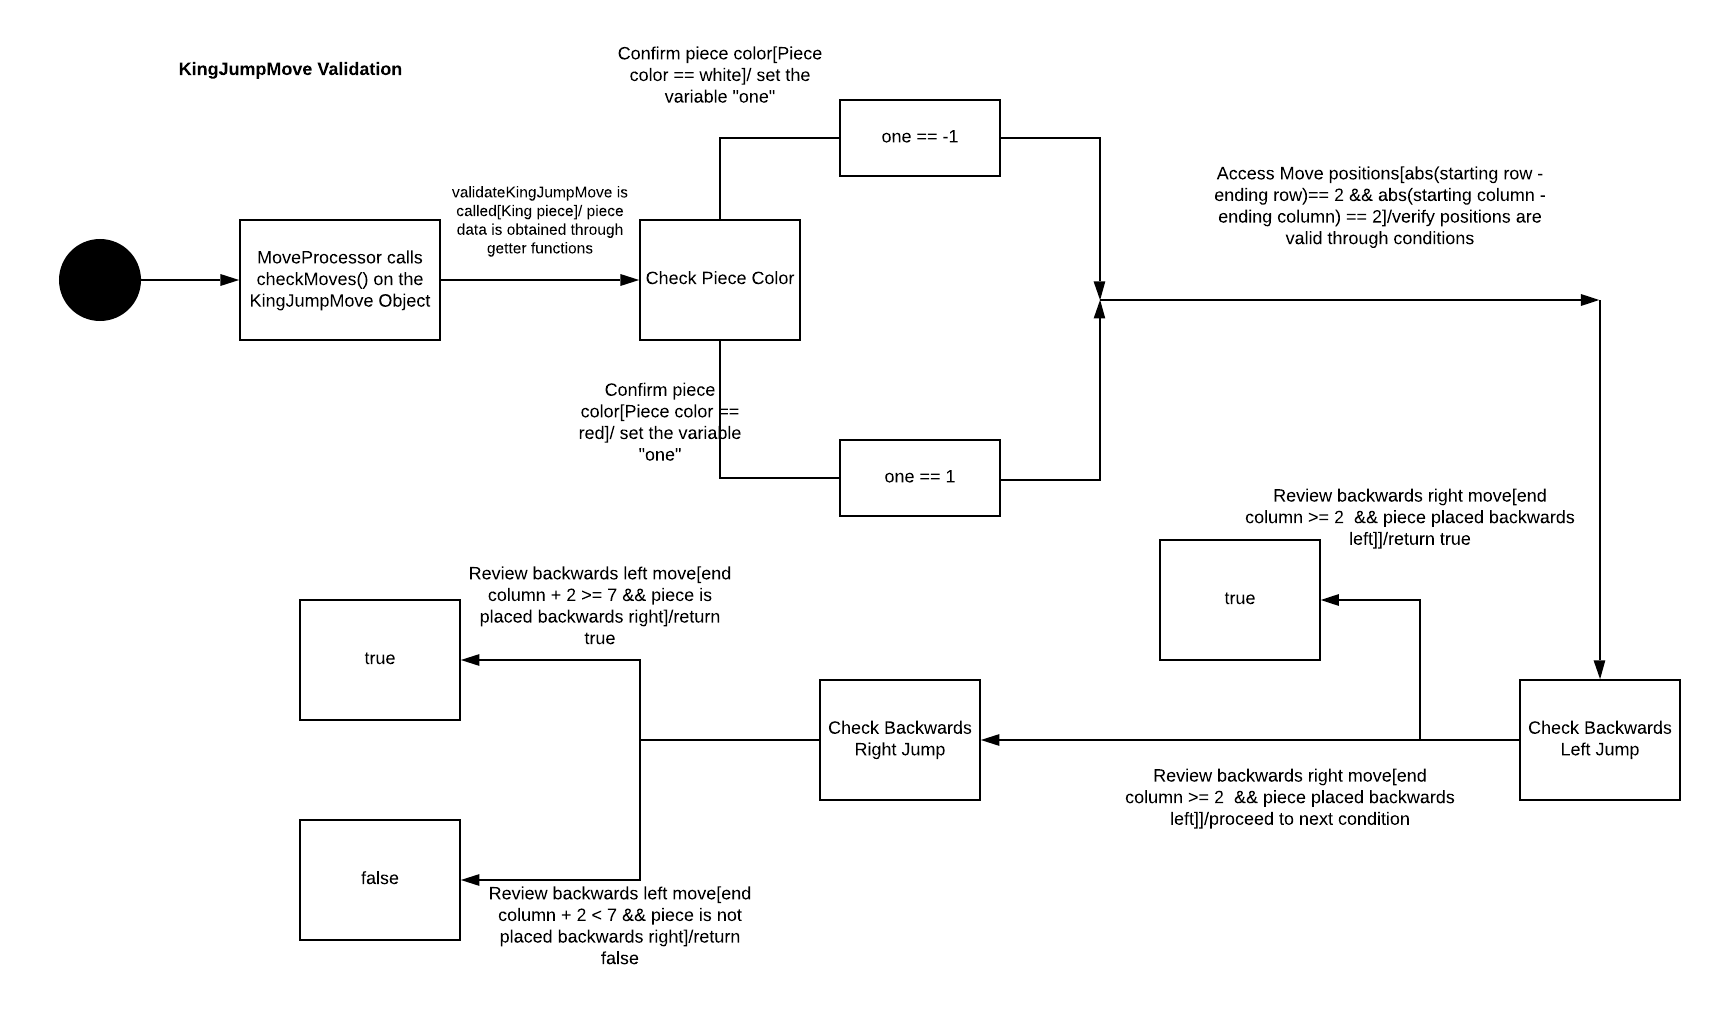 KingJumpMove Validation
Confirm piece color[Piece
color == white]/ set the
variable "one"
one == -1
Access Move positions[abs(starting row -
ending row)== 2 && abs(starting column -
ending column) == 2]/verify positions are
valid through conditions
validateKingJumpMove is
called[King piece]/ piece
data is obtained through
getter functions
MoveProcessor calls
checkMoves() on the
KingJumpMove Object
Check Piece Color
Confirm piece
color[Piece color ==
red]/ set the variable
"one"
one == 1
Review backwards right move[end
column >= 2  && piece placed backwards
left]]/return true
true
Review backwards left move[end
column + 2 >= 7 && piece is
placed backwards right]/return
true
true
Check Backwards
Right Jump
Check Backwards
Left Jump
Review backwards right move[end
column >= 2  && piece placed backwards
left]]/proceed to next condition
false
Review backwards left move[end
column + 2 < 7 && piece is not
placed backwards right]/return
false